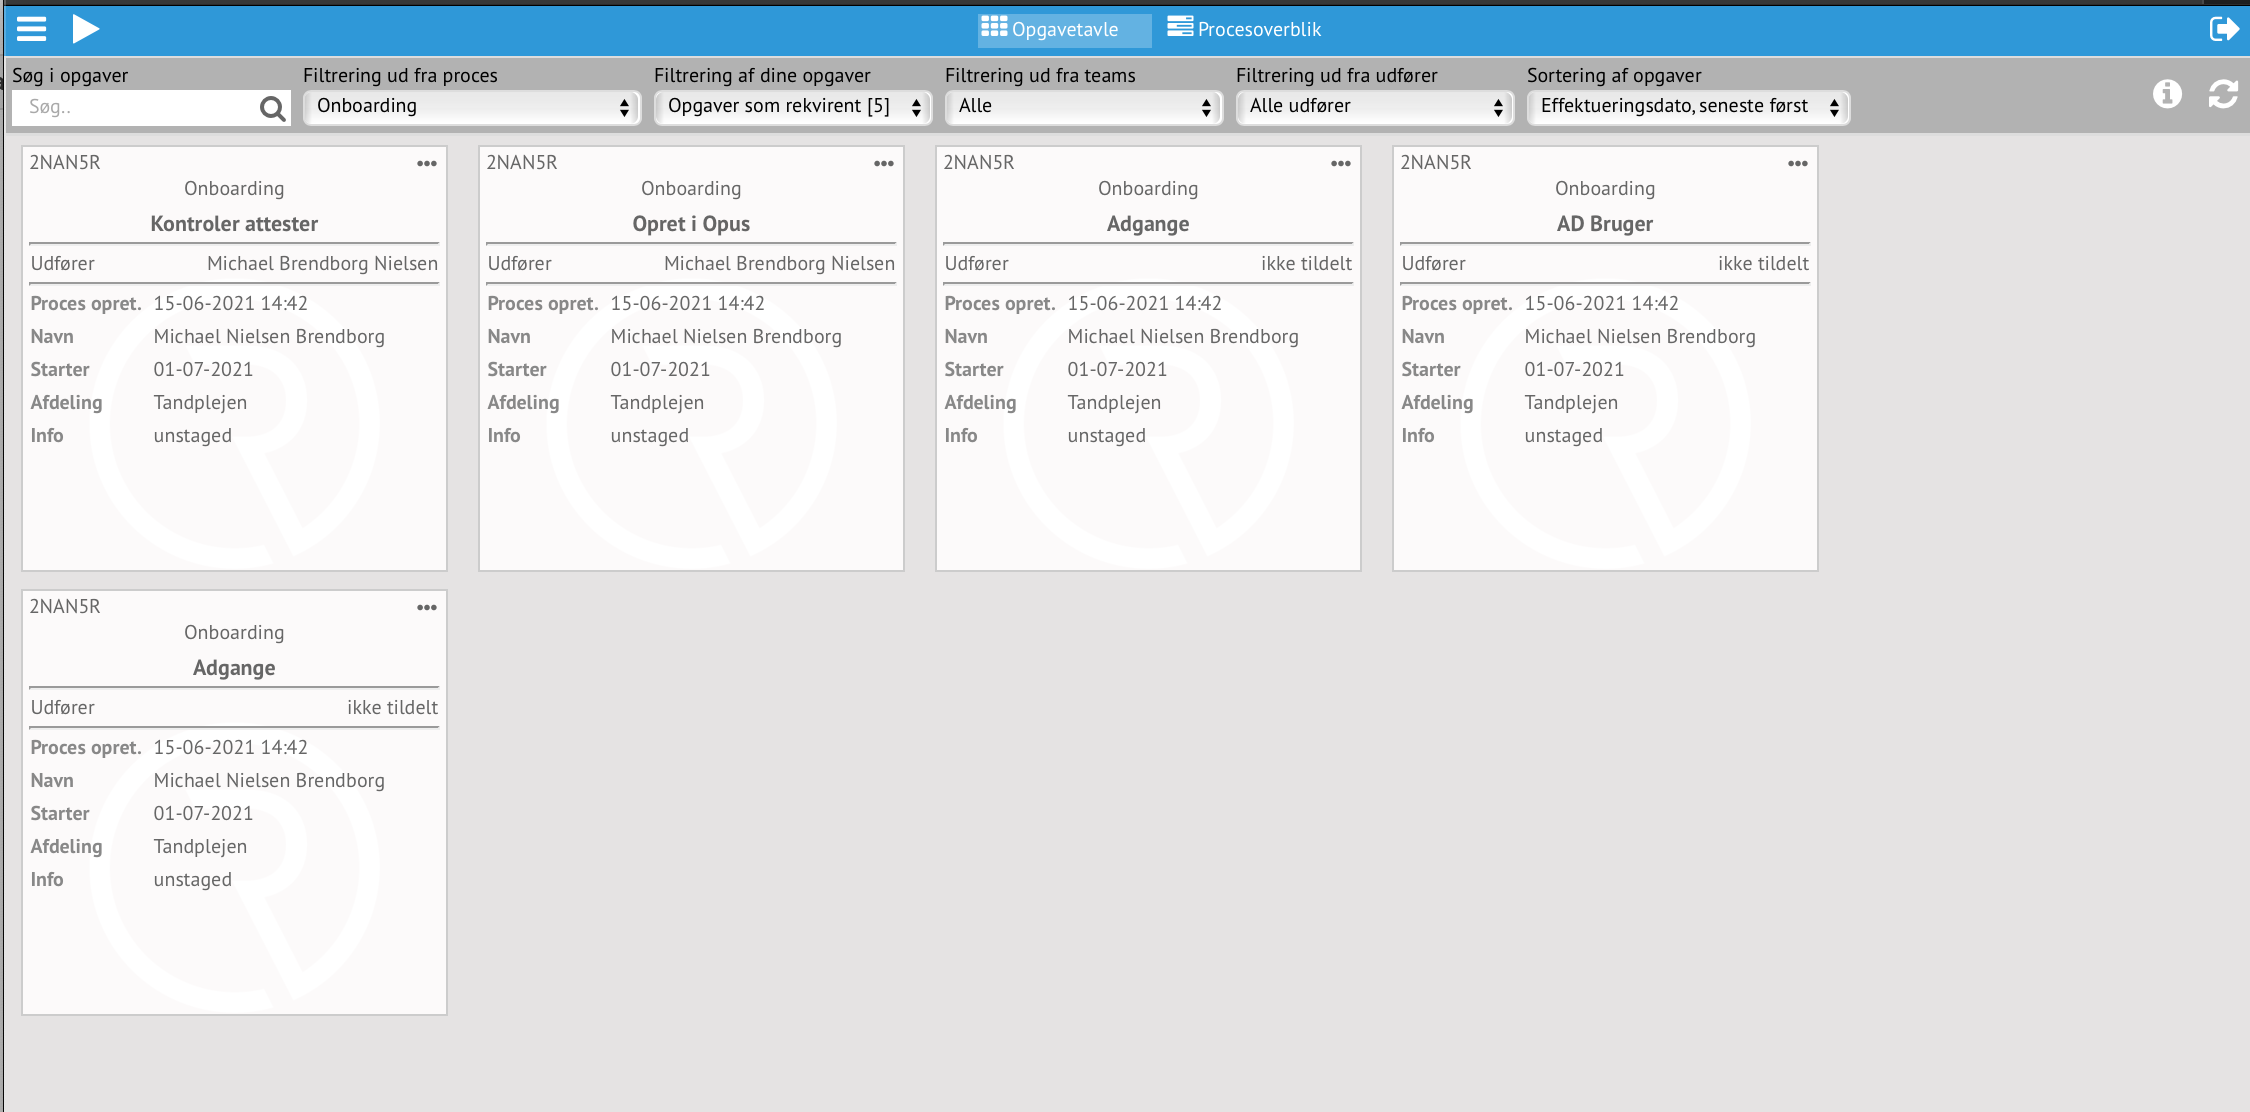 Opgavetavle
Procesoverblik
Søg i opgaver
Filtrering ud fra proces
Filtrering af dine opgaver
Filtrering ud fra teams
Filtrering ud fra udfører
Sortering af opgaver
Søg..
Onboarding
Opgaver som rekvirent [5]
Alle
Alle udfører
Effektueringsdato, seneste først
2NAN5R
Onboarding
Kontroler attester
Udfører Michael Brendborg Nielsen
Proces opret. 15-06-2021 14:42
Navn Michael Nielsen Brendborg
Starter 01-07-2021
Afdeling Tandplejen
Info unstaged
2NAN5R
Onboarding
Opret i Opus
Udfører Michael Brendborg Nielsen
Proces opret. 15-06-2021 14:42
Navn Michael Nielsen Brendborg
Starter 01-07-2021
Afdeling Tandplejen
Info unstaged
2NAN5R
Onboarding
Adgange
Udfører ikke tildelt
Proces opret. 15-06-2021 14:42
Navn Michael Nielsen Brendborg
Starter 01-07-2021
Afdeling Tandplejen
Info unstaged
2NAN5R
Onboarding
AD Bruger
Udfører ikke tildelt
Proces opret. 15-06-2021 14:42
Navn Michael Nielsen Brendborg
Starter 01-07-2021
Afdeling Tandplejen
Info unstaged
2NAN5R
Onboarding
Adgange
Udfører ikke tildelt
Proces opret. 15-06-2021 14:42
Navn Michael Nielsen Brendborg
Starter 01-07-2021
Afdeling Tandplejen
Info unstaged